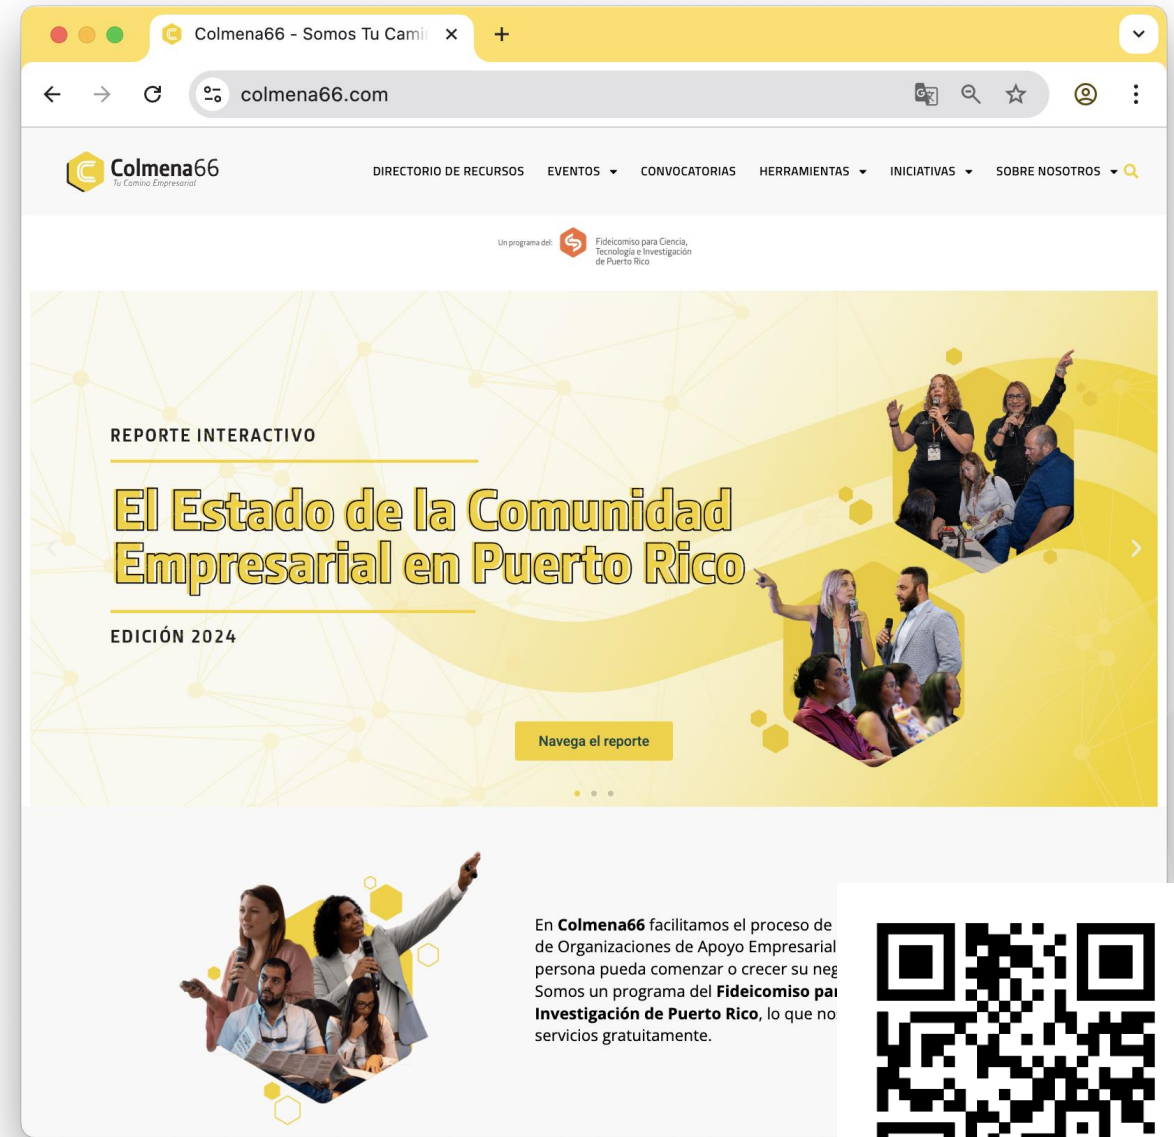 Colmena66 - Somos Tu Cami
colmena66.com
Colmena66
Tu Camino Empresarial
DIRECTORIO DE RECURSOS EVENTOS CONVOCATORIAS HERRAMIENTAS INICIATIVAS SOBRE NOSOTROS
Un programa del:
Fideicomiso para Ciencia,
Tecnología e Investigación
de Puerto Rico
REPORTE INTERACTIVO
El Estado de la Comunidad
Empresarial en Puerto Rico
EDICIÓN 2024
Navega el reporte
En Colmena66 facilitamos el proceso de
de Organizaciones de Apoyo Empresarial
persona pueda comenzar o crecer su neg
Somos un programa del Fideicomiso par
Investigación de Puerto Rico, lo que no
servicios gratuitamente.